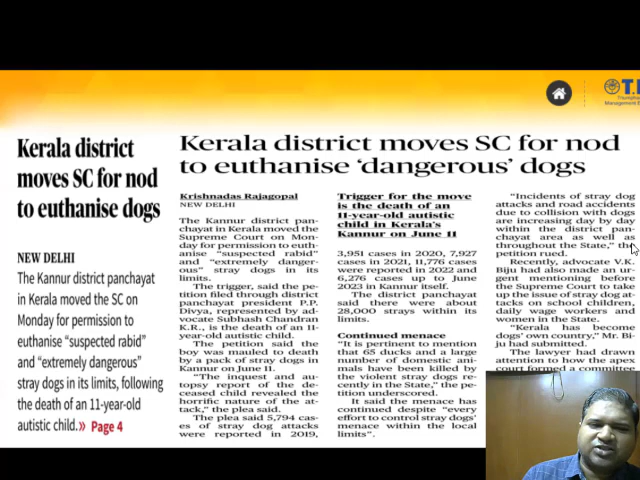 T.I
Triumphan
Management E
Kerala district
moves SC for nod
to euthanise dogs
NEW DELHI
The Kannur district panchayat
in Kerala moved the SC on
Monday for permission to
euthanise “suspected rabid”
and “extremely dangerous”
stray dogs in its limits, following
the death of an 11-year-old
autistic child.» Page 4
Kerala district moves SC for nod
to euthanise ‘dangerous’ dogs
Krishnadas Rajagopal
NEW DELHI
The Kannur district pan-
chayat in Kerala moved the
Supreme Court on Mon-
day for permission to euth-
anise “suspected rabid”
and “extremely danger-
ous” stray dogs in its limits.
The trigger, said the pe-
tition filed through district
panchayat president P.P.
Divya, represented by ad-
vocate Subhash Chandran
K.R., is the death of an 11-
year-old autistic child.
The petition said the
boy was mauled to death
by a pack of stray dogs in
Kannur on June 11.
“The inquest and au-
topsy report of the de-
ceased child revealed the
horrific nature of the at-
tack,” the plea said.
The plea said 5,794 cas-
es of stray dog attacks
were reported in 2019,
Trigger for the move
is the death of an
11-year-old autistic
child in Kerala’s
Kannur on June 11
3,951 cases in 2020, 7,927
cases in 2021, 11,776 cases
were reported in 2022 and
6,276 cases up to June
2023 in Kannur itself.
The district panchayat
said there were about
28,000 strays within its
limits.
Continued menace
“It is pertinent to mention
that 65 ducks and a large
number of domestic ani-
mals have been killed by
the violent stray dogs re-
cently in the State,” the pe-
tition underscored.
It said the menace has
continued despite “every
effort to control stray dogs’
menace within the local
limits”.
“Incidents of stray dog
attacks and road accidents
due to collision with dogs
are increasing day by day
within the district pan-
chayat area as well as
throughout the State,” the
petition rued.
Recently, advocate V.K.
Biju had also made an ur-
gent mentioning before
the Supreme Court to take
up the issue of stray dog at-
tacks on school children,
daily wage workers and
women in the State.
“Kerala has become
dogs’ own country,” Mr. Bi-
ju had submitted.
The lawyer had drawn
attention to how the apex
court formed a committee